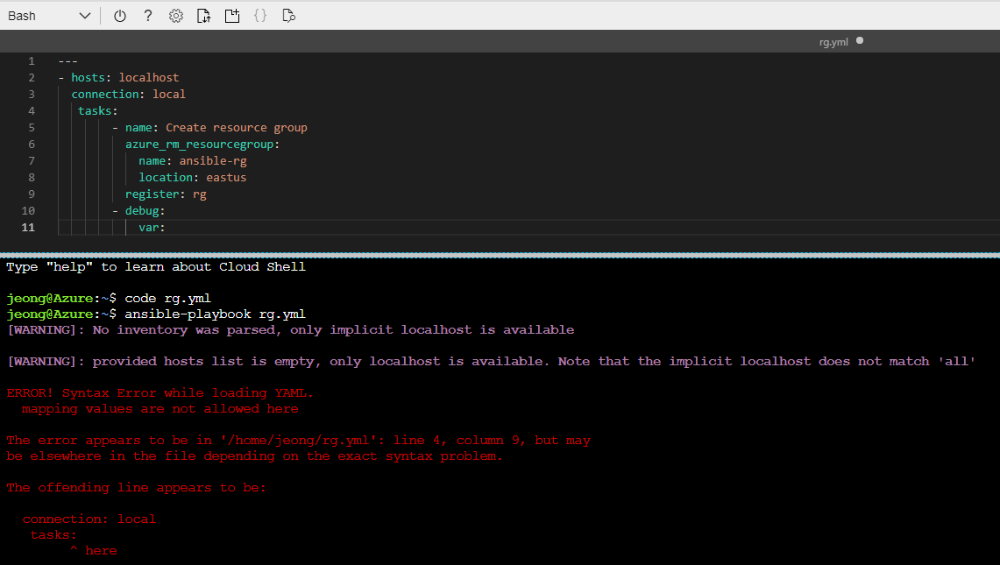 Bash
?
{}
rg.yml
1 ---
2 - hosts: localhost
3   connection: local
4    tasks:
5         - name: Create resource group
6           azure_rm_resourcegroup:
7             name: ansible-rg
8             location: eastus
9           register: rg
10         - debug:
11             var:
Type "help" to learn about Cloud Shell
jeong@Azure:~$ code rg.yml
jeong@Azure:~$ ansible-playbook rg.yml
[WARNING]: No inventory was parsed, only implicit localhost is available
[WARNING]: provided hosts list is empty, only localhost is available. Note that the implicit localhost does not match 'all'
ERROR! Syntax Error while loading YAML.
  mapping values are not allowed here
The error appears to be in '/home/jeong/rg.yml': line 4, column 9, but may
be elsewhere in the file depending on the exact syntax problem.
The offending line appears to be:
  connection: local
   tasks:
        ^ here